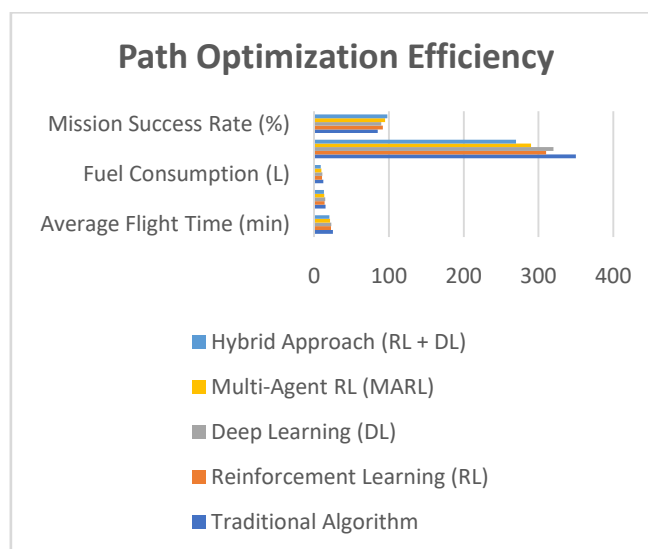 Path Optimization Efficiency
Mission Success Rate (%)
Fuel Consumption (L)
Average Flight Time (min)
0 100 200 300 400
Hybrid Approach (RL + DL)
Multi-Agent RL (MARL)
Deep Learning (DL)
Reinforcement Learning (RL)
Traditional Algorithm